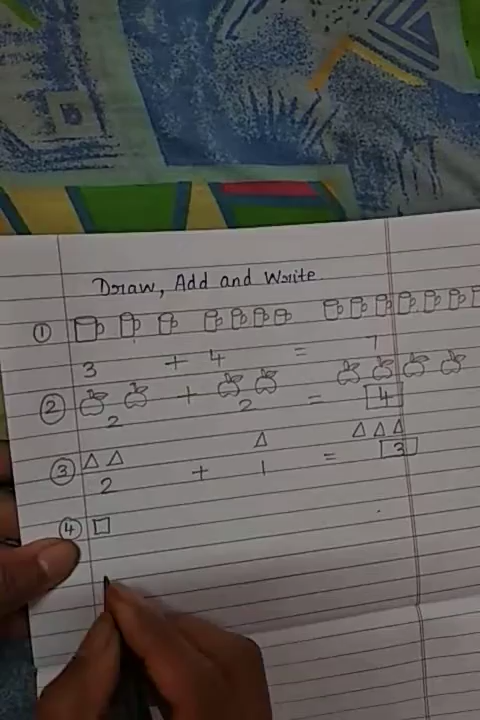 Draw, Add and Write
①
3 + 4 = 7
②
2 + 2 = 4
③
2 + 1 = 3
④